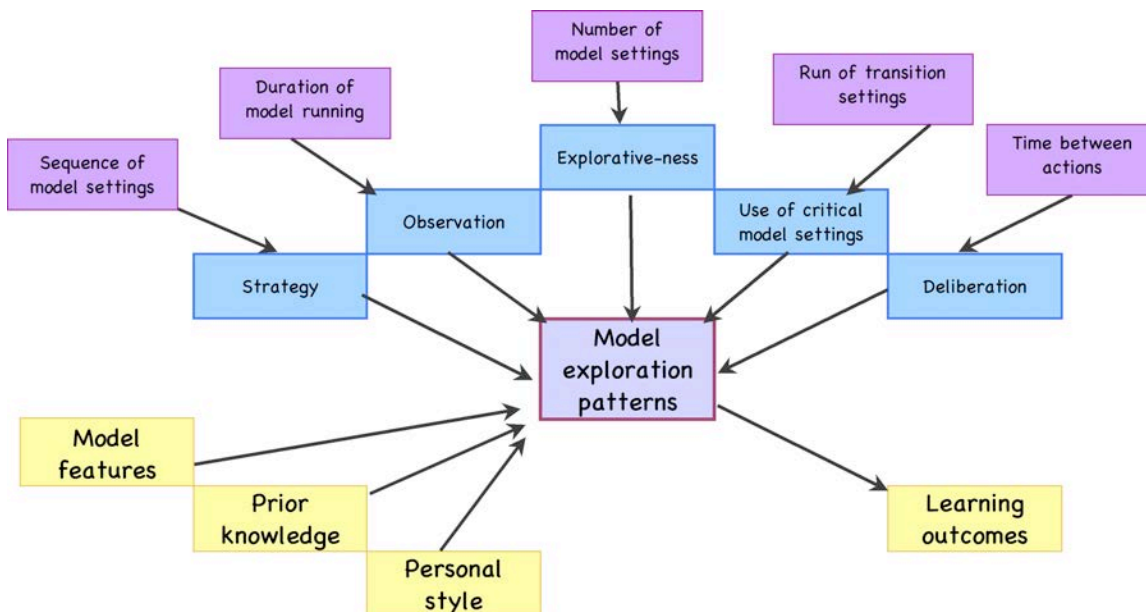 Number of
model settings
Duration of
model running
Run of transition
settings
Sequence of
model settings
Time between
actions
Explorative-ness
Observation
Use of critical
model settings
Strategy
Deliberation
Model
exploration
patterns
Model
features
Prior
knowledge
Personal
style
Learning
outcomes